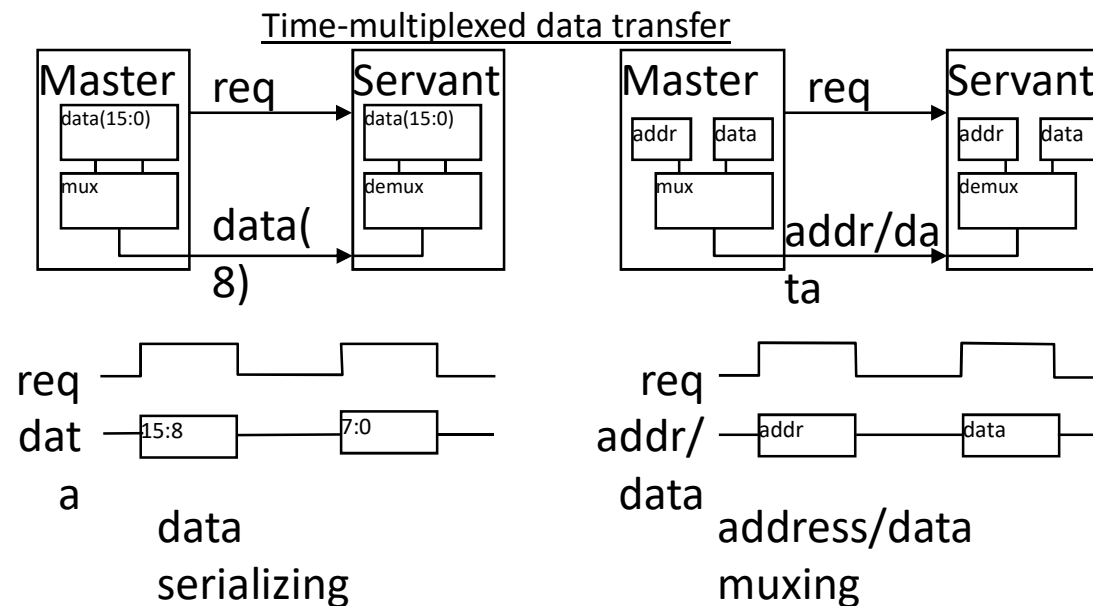 Time-multiplexed data transfer
Master
req
Servant
data(15:0)
data(15:0)
mux
demux
data(
8)
Master
req
Servant
addr
data
addr
data
mux
demux
addr/da
ta
req
15:8
7:0
dat
a
data
serializing
req
addr/
data
addr
data
address/data
muxing